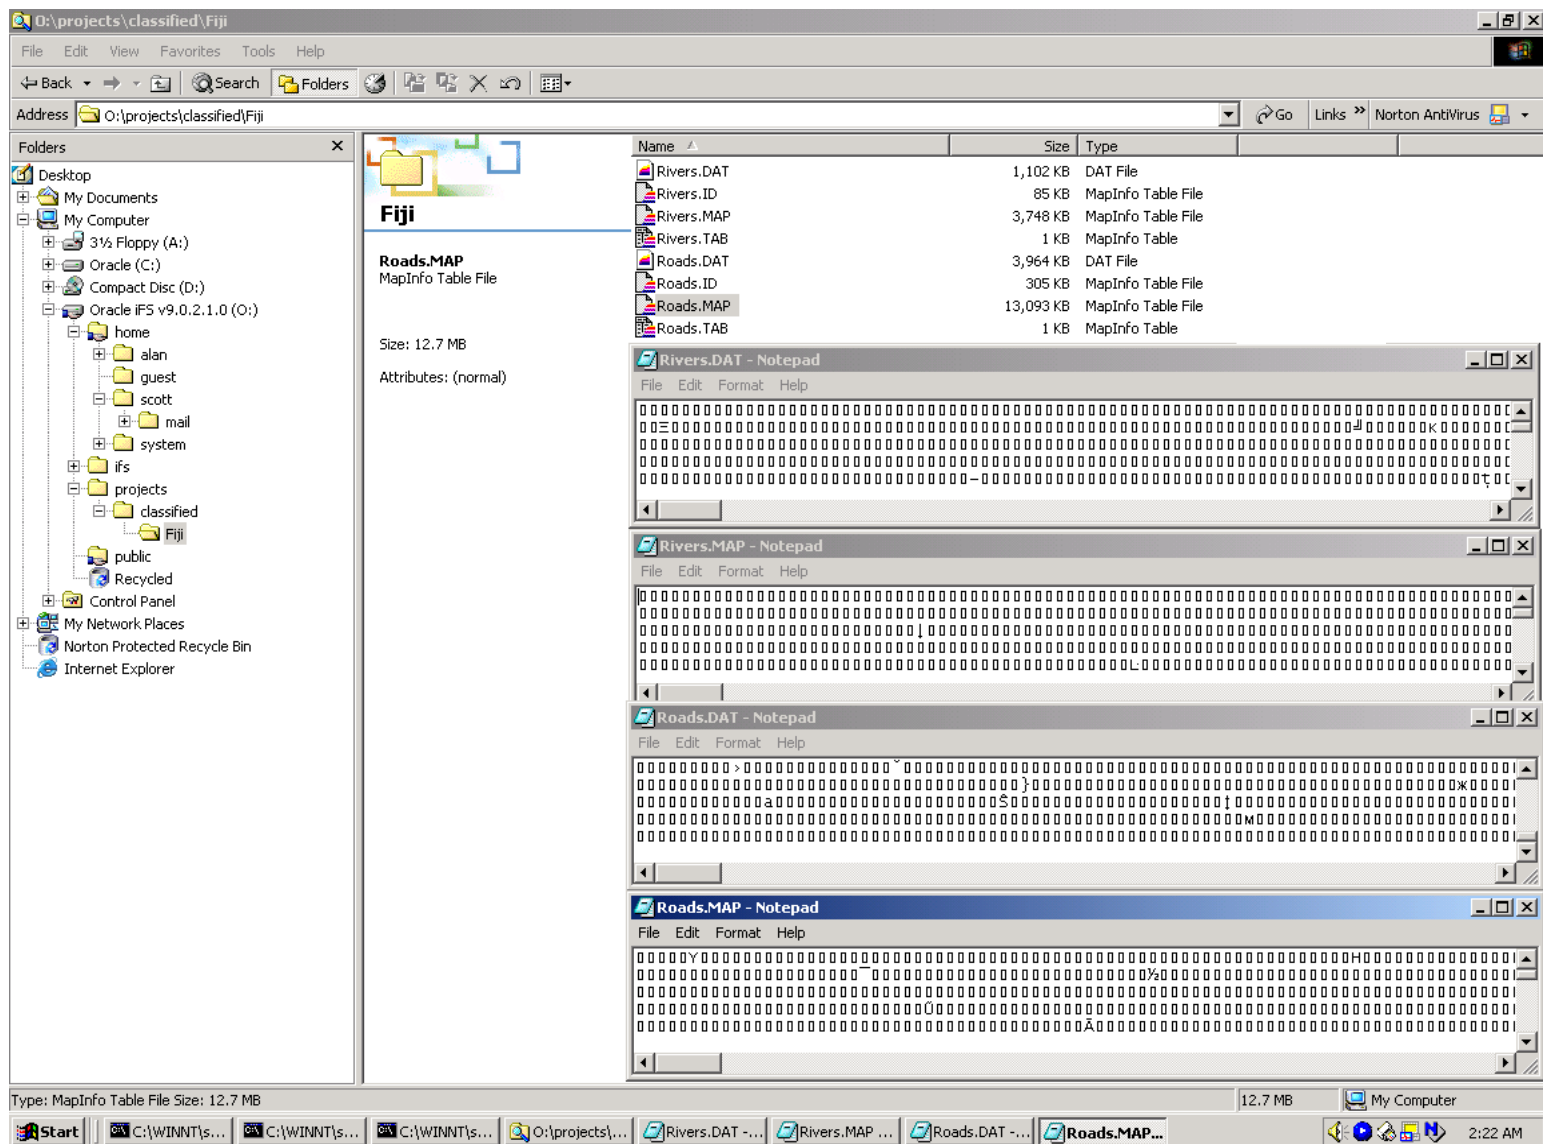 O:\projects\classified\Fiji
File Edit View Favorites Tools Help
Back Search Folders
Address O:\projects\classified\Fiji Go Links » Norton AntiVirus
Folders
Desktop
My Documents
My Computer
3½ Floppy (A:)
Oracle (C:)
Compact Disc (D:)
Oracle iFS v9.0.2.1.0 (O:)
home
alan
guest
scott
mail
system
ifs
projects
classified
Fiji
public
Recycled
Control Panel
My Network Places
Norton Protected Recycle Bin
Internet Explorer
Fiji
Roads.MAP
MapInfo Table File
Size: 12.7 MB
Attributes: (normal)
Name Size Type
Rivers.DAT 1,102 KB DAT File
Rivers.ID 85 KB MapInfo Table File
Rivers.MAP 3,748 KB MapInfo Table File
Rivers.TAB 1 KB MapInfo Table
Roads.DAT 3,964 KB DAT File
Roads.ID 305 KB MapInfo Table File
Roads.MAP 13,093 KB MapInfo Table File
Roads.TAB 1 KB MapInfo Table
Rivers.DAT - Notepad
File Edit Format Help
Rivers.MAP - Notepad
File Edit Format Help
Roads.DAT - Notepad
File Edit Format Help
Roads.MAP - Notepad
File Edit Format Help
Type: MapInfo Table File Size: 12.7 MB 12.7 MB My Computer
Start C:\WINNT\s... C:\WINNT\s... C:\WINNT\s... O:\projects\... Rivers.DAT -... Rivers.MAP ... Roads.DAT -... Roads.MAP... 2:22 AM